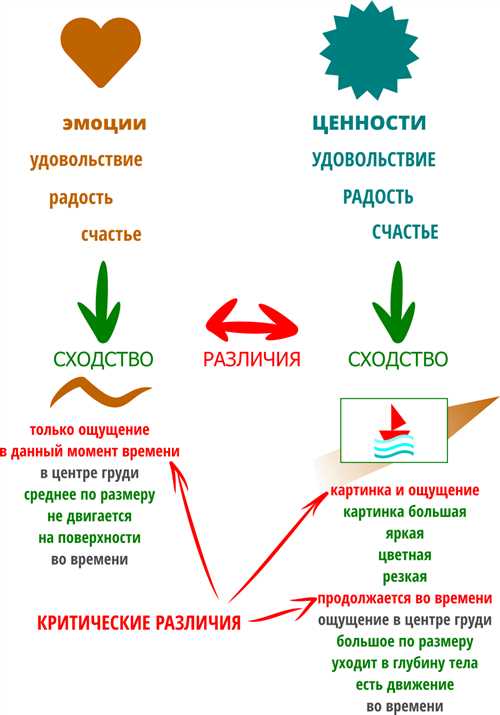 эмоции
удовольствие
радость
счастье
ЦЕННОСТИ
УДОВОЛЬСТВИЕ
РАДОСТЬ
СЧАСТЬЕ
СХОДСТВО
РАЗЛИЧИЯ
СХОДСТВО
только ощущение
в данный момент времени
в центре груди
среднее по размеру
не двигается
на поверхности
во времени
картинка и ощущение
картинка большая
яркая
цветная
резкая
продолжается во времени
ощущение в центре груди
большое по размеру
уходит в глубину тела
есть движение
во времени
КРИТИЧЕСКИЕ РАЗЛИЧИЯ